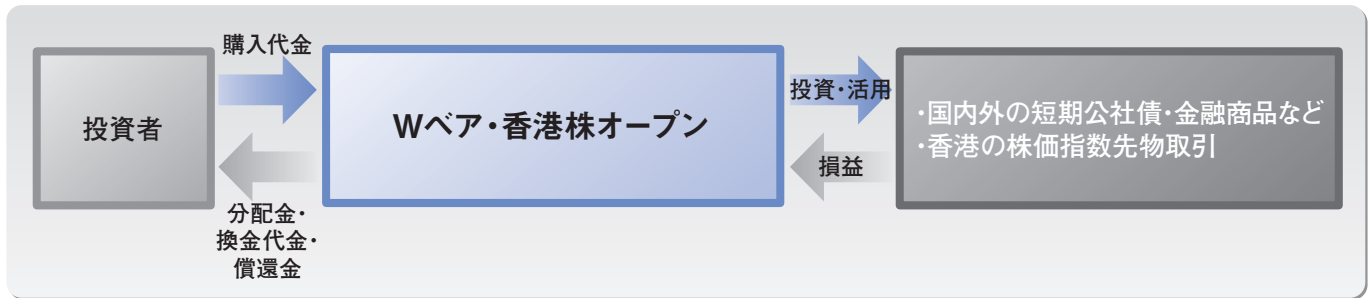 購入代金
投資者
Wベア・香港株オープン
投資・活用
・国内外の短期公社債・金融商品など
・香港の株価指数先物取引
損益
分配金・
換金代金・
償還金